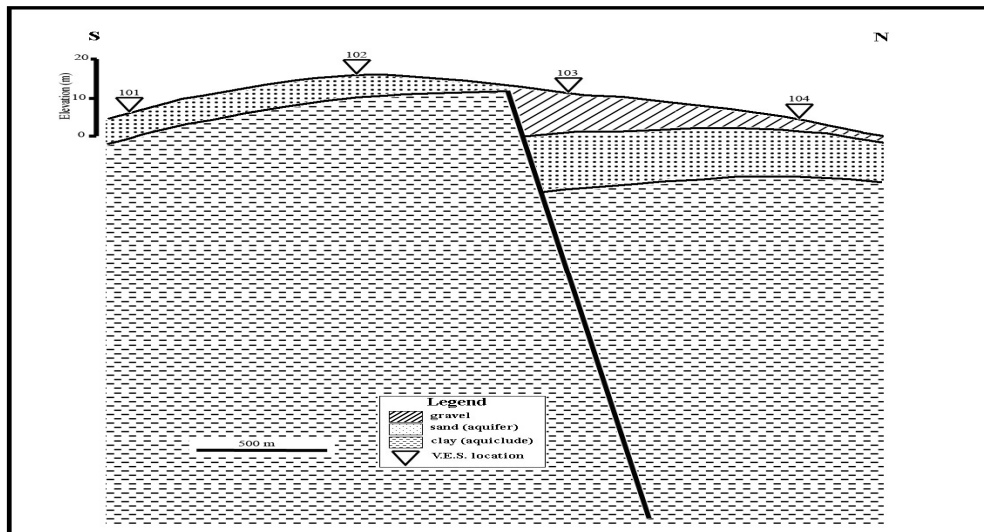 S
N
102
20
103
101
10
104
Elevation (m)
0
Legend
gravel
sand (aquifer)
clay (aquiclude)
V.E.S. location
500 m